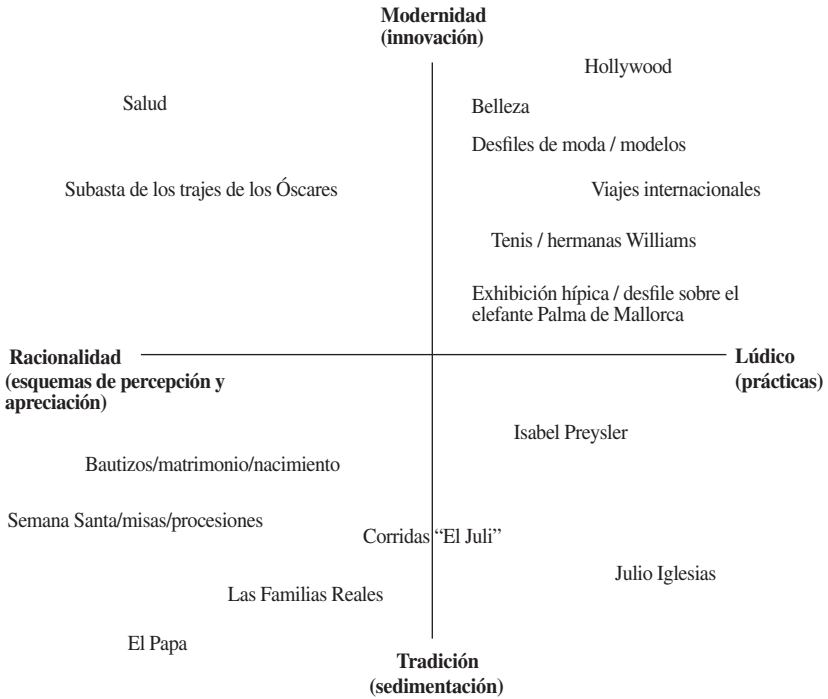 Modernidad
(innovación)
Hollywood
Salud
Belleza
Desfiles de moda / modelos
Subasta de los trajes de los Óscares
Viajes internacionales
Tenis / hermanas Williams
Exhibición hípica / desfile sobre el
elefante Palma de Mallorca
Racionalidad
(esquemas de percepción y
apreciación)
Lúdico
(prácticas)
Isabel Preysler
Bautizos/matrimonio/nacimiento
Semana Santa/misas/procesiones
Corridas “El Juli”
Julio Iglesias
Las Familias Reales
El Papa
Tradición
(sedimentación)